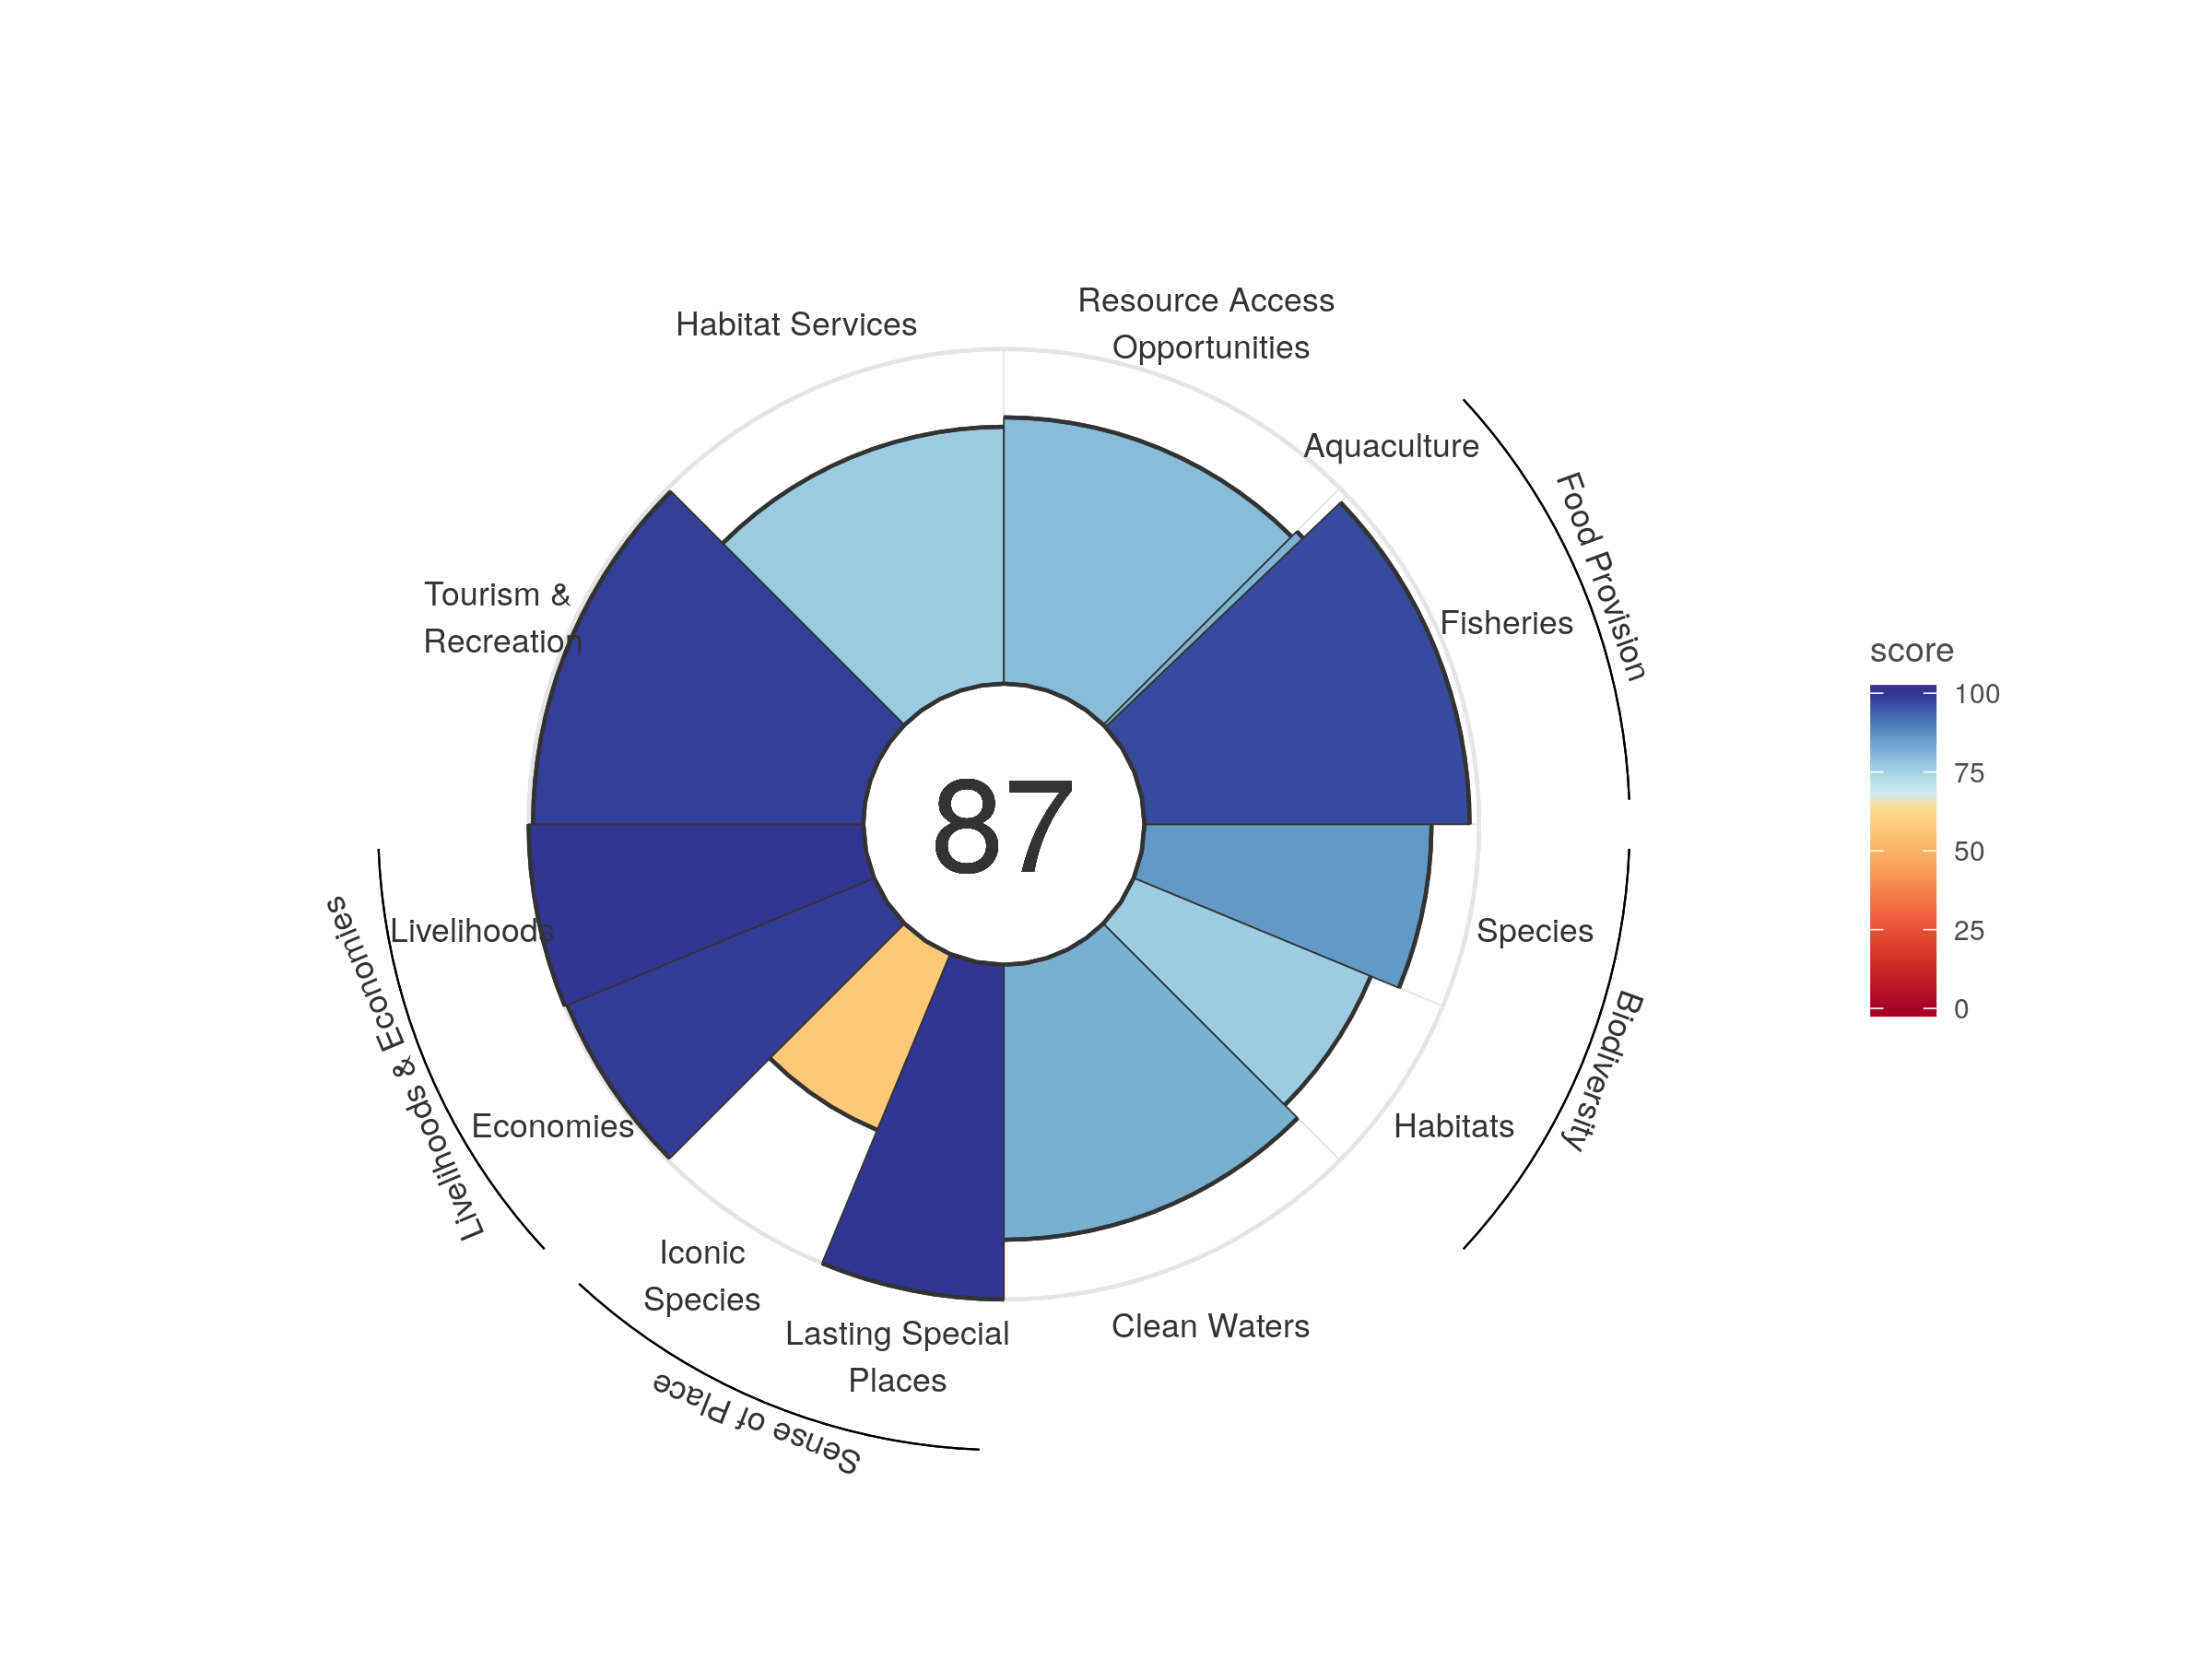 Resource Access
Opportunities
Habitat Services
Aquaculture
Food Provision
Fisheries
Tourism &
Recreation
score
100
75
50
25
0
87
Livelihoods
Species
Livelihoods & Economies
Biodiversity
Economies
Habitats
Iconic
Species
Lasting Special
Places
Clean Waters
Sense of Place